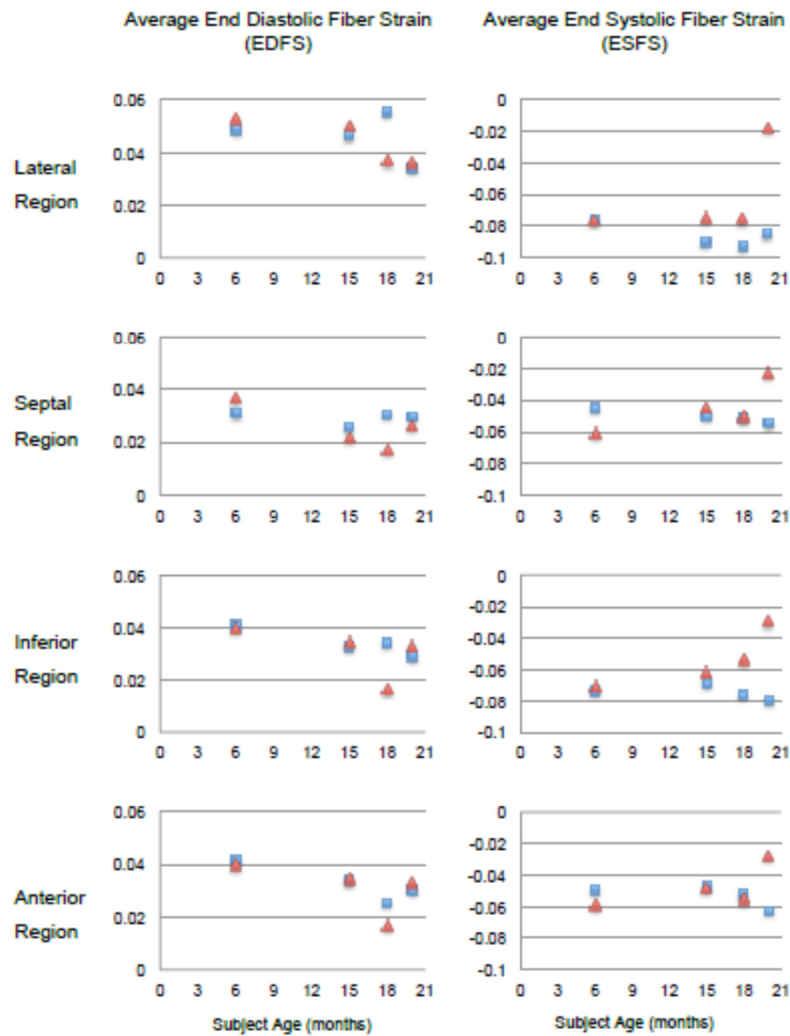 Average End Diastolic Fiber Strain
(EDFS)
Average End Systolic Fiber Strain
(ESFS)
Lateral
Region
0.06
0.04
0.02
0
0 3 6 9 12 15 18 21
0
-0.02
-0.04
-0.06
-0.08
-0.1
0 3 6 9 12 15 18 21
Septal
Region
0.06
0.04
0.02
0
0 3 6 9 12 15 18 21
0
-0.02
-0.04
-0.06
-0.08
-0.1
0 3 6 9 12 15 18 21
Inferior
Region
0.06
0.04
0.02
0
0 3 6 9 12 15 18 21
0
-0.02
-0.04
-0.06
-0.08
-0.1
0 3 6 9 12 15 18 21
Anterior
Region
0.06
0.04
0.02
0
0 3 6 9 12 15 18 21
Subject Age (months)
0
-0.02
-0.04
-0.06
-0.08
-0.1
0 3 6 9 12 15 18 21
Subject Age (months)